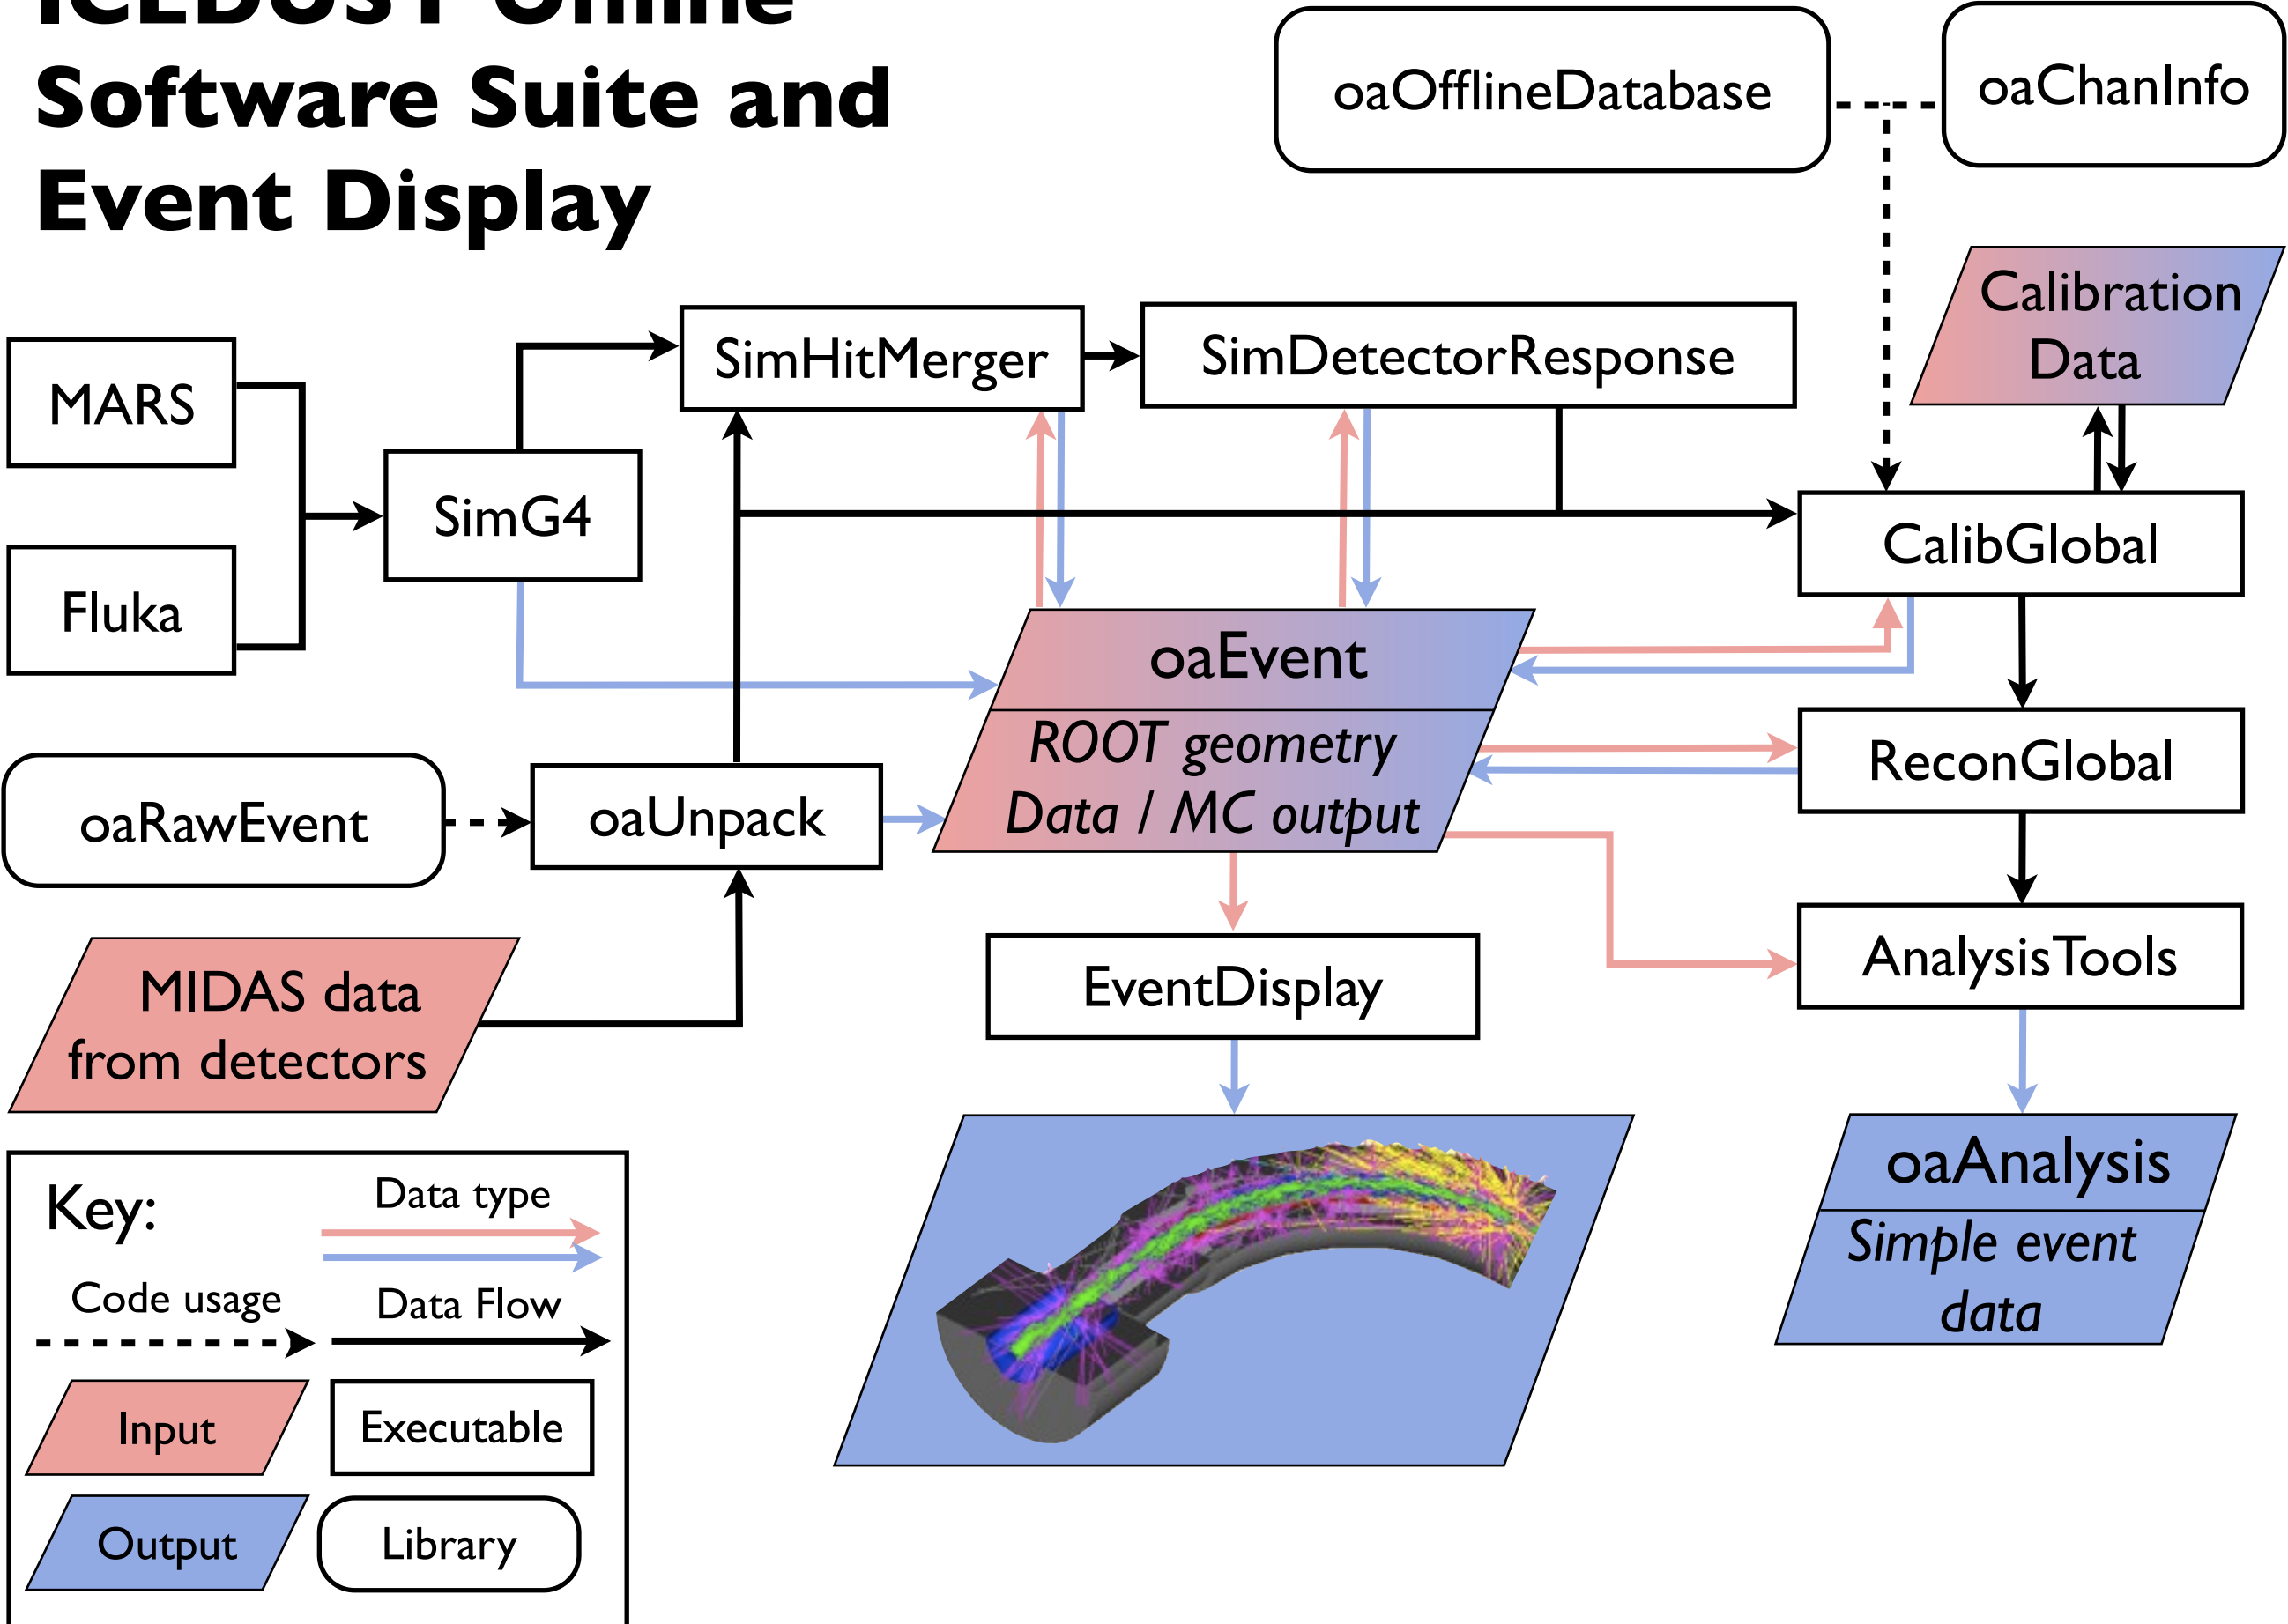 ICEDUST
Software Suite and
Event Display
oaOfflineDatabase
oaChanInfo
Calibration
Data
MARS
SimHitMerger
SimDetectorResponse
SimG4
CalibGlobal
Fluka
oaEvent
ROOT geometry
Data / MC output
ReconGlobal
oaRawEvent
oaUnpack
AnalysisTools
EventDisplay
MIDAS data
from detectors
oaAnalysis
Simple event
data
Key:
Data type
Code usage
Data Flow
Input
Executable
Output
Library